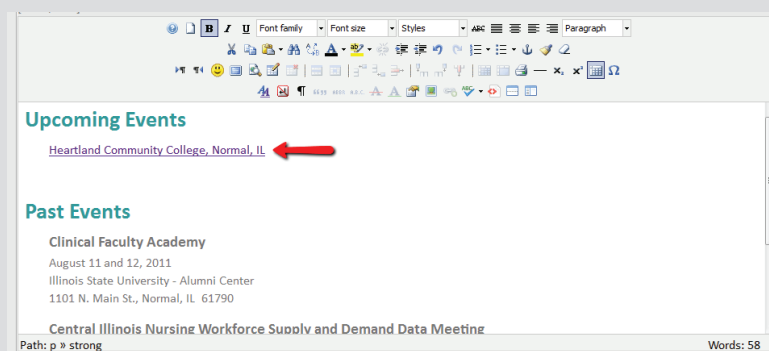 B I U Font family Font size Styles ABC Paragraph
Upcoming Events
Heartland Community College, Normal, IL
Past Events
Clinical Faculty Academy
August 11 and 12, 2011
Illinois State University - Alumni Center
1101 N. Main St., Normal, IL 61790
Central Illinois Nursing Workforce Supply and Demand Data Meeting
Path: p » strong
Words: 58